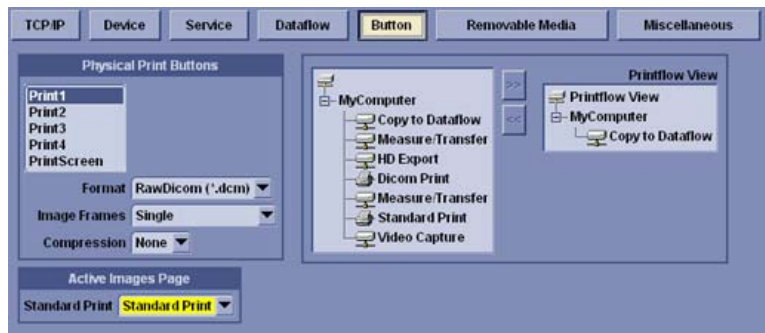 TCP/IP Device Service Dataflow Button Removable Media Miscellaneous
Physical Print Buttons
Print1
Print2
Print3
Print4
PrintScreen
Format RawDicom (*.dcm)
Image Frames Single
Compression None
MyComputer
Copy to Dataflow
Measure/Transfer
HD Export
Dicom Print
Measure/Transfer
Standard Print
Video Capture
>>
<<
Printflow View
Printflow View
MyComputer
Copy to Dataflow
Active Images Page
Standard Print Standard Print